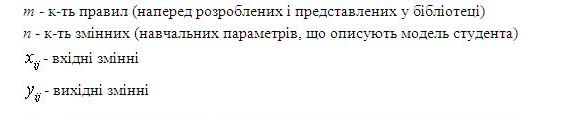 m - к-ть правил (наперед розроблених і представлених у бібліотеці)
n - к-ть змінних (навчальних параметрів, що описують модель студента)
x_ij - вхідні змінні
y_ij - вихідні змінні